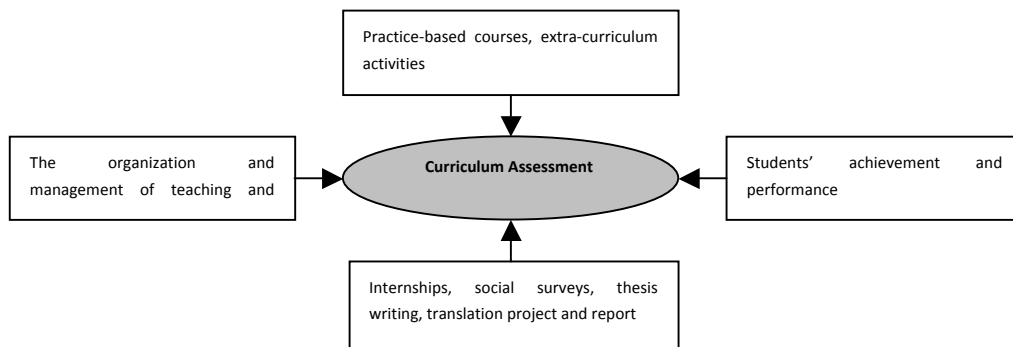 Practice-based courses, extra-curriculum
activities
The organization and
management of teaching and
Curriculum Assessment
Students’ achievement and
performance
Internships, social surveys, thesis
writing, translation project and report